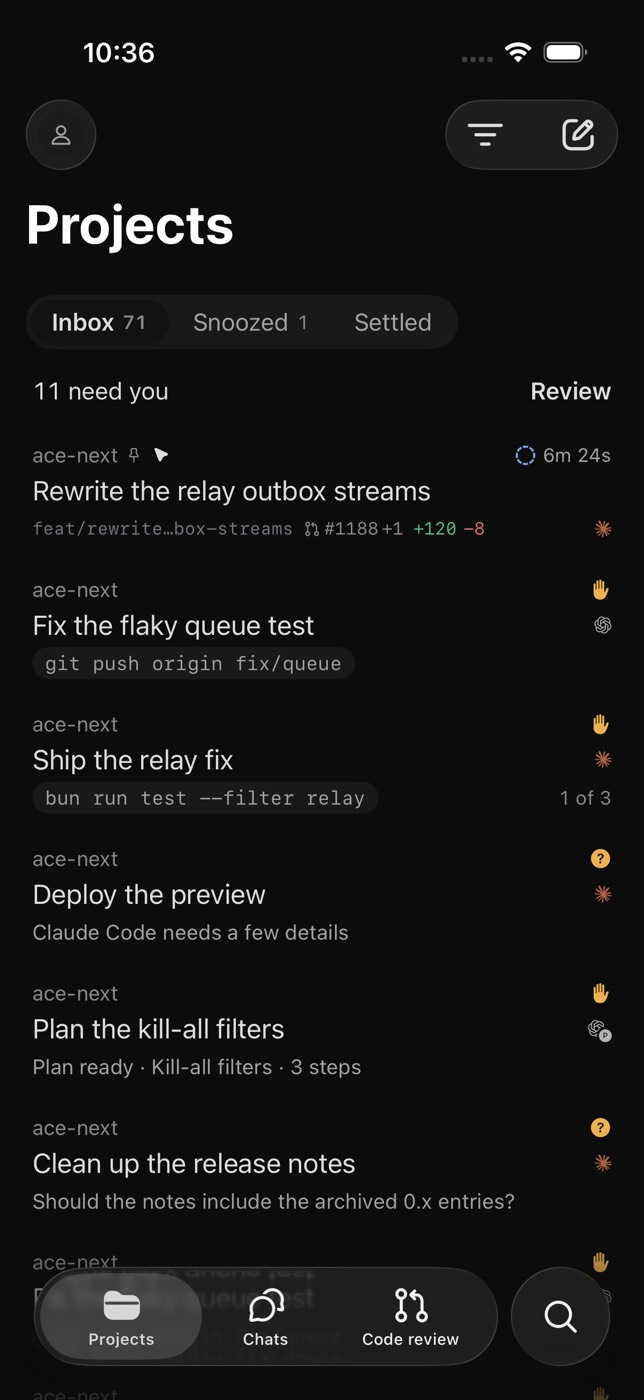 10:36
Projects
Inbox 71 Snoozed 1 Settled
11 need you Review
ace-next 6m 24s
Rewrite the relay outbox streams
feat/rewrite…box-streams #1188 +1 +120 −8
ace-next
Fix the flaky queue test
git push origin fix/queue
ace-next
Ship the relay fix
bun run test --filter relay 1 of 3
ace-next
?
Deploy the preview
Claude Code needs a few details
ace-next
Plan the kill-all filters
P
Plan ready · Kill-all filters · 3 steps
ace-next
?
Clean up the release notes
Should the notes include the archived 0.x entries?
ace-next
Projects Chats Code review
ace-next